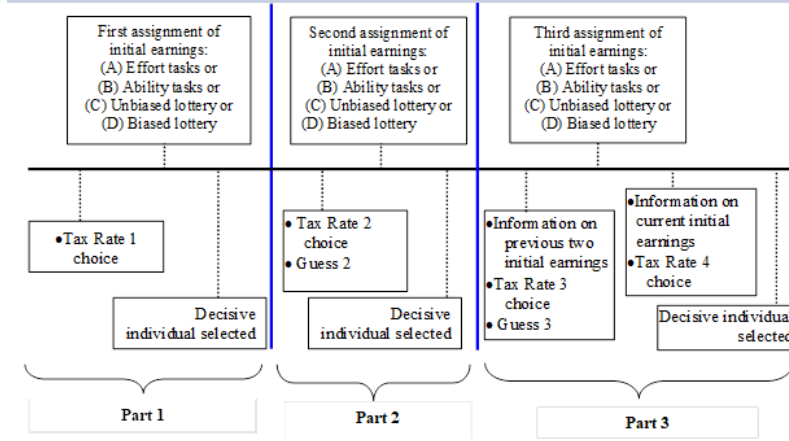 First assignment of
initial earnings:
(A) Effort tasks or
(B) Ability tasks or
(C) Unbiased lottery or
(D) Biased lottery
Second assignment of
initial earnings:
(A) Effort tasks or
(B) Ability tasks or
(C) Unbiased lottery or
(D) Biased lottery
Third assignment of
initial earnings:
(A) Effort tasks or
(B) Ability tasks or
(C) Unbiased lottery or
(D) Biased lottery
•Tax Rate 1
choice
Decisive
individual selected
• Tax Rate 2
choice
• Guess 2
Decisive
individual selected
•Information on
previous two
initial earnings
•Tax Rate 3
choice
• Guess 3
•Information on
current initial
earnings
•Tax Rate 4
choice
Decisive individual
selected
Part 1
Part 2
Part 3